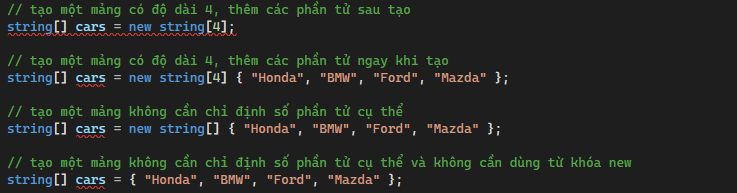 // tạo một mảng có độ dài 4, thêm các phần tử sau tạo
string[] cars = new string[4];
// tạo một mảng có độ dài 4, thêm các phần tử ngay khi tạo
string[] cars = new string[4] { "Honda", "BMW", "Ford", "Mazda" };
// tạo một mảng không cần chỉ định số phần tử cụ thể
string[] cars = new string[] { "Honda", "BMW", "Ford", "Mazda" };
// tạo một mảng không cần chỉ định số phần tử cụ thể và không cần dùng từ khóa new
string[] cars = { "Honda", "BMW", "Ford", "Mazda" };